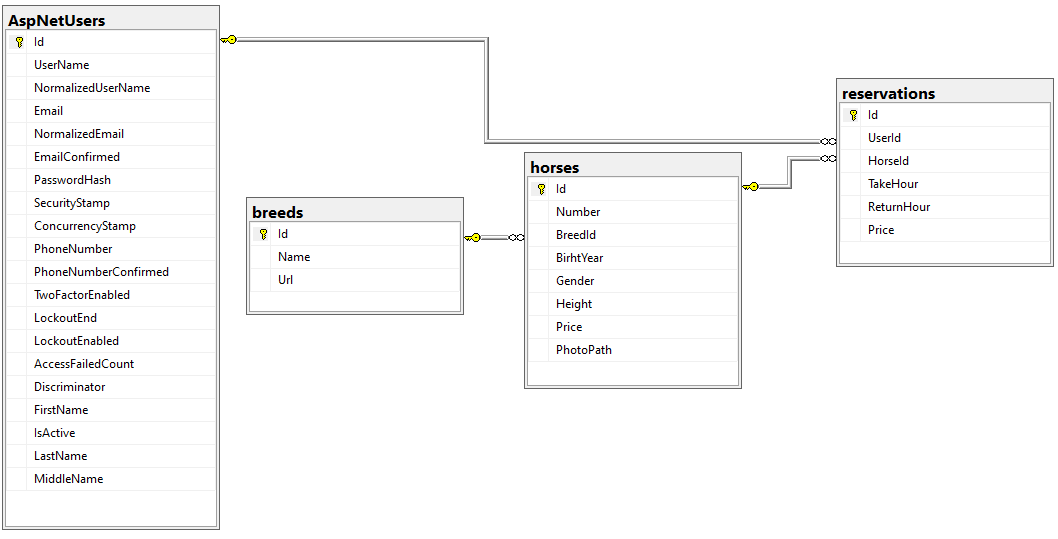 AspNetUsers
Id
UserName
NormalizedUserName
Email
NormalizedEmail
EmailConfirmed
PasswordHash
SecurityStamp
ConcurrencyStamp
PhoneNumber
PhoneNumberConfirmed
TwoFactorEnabled
LockoutEnd
LockoutEnabled
AccessFailedCount
Discriminator
FirstName
IsActive
LastName
MiddleName
breeds
Id
Name
Url
horses
Id
Number
BreedId
BirhtYear
Gender
Height
Price
PhotoPath
reservations
Id
UserId
HorseId
TakeHour
ReturnHour
Price